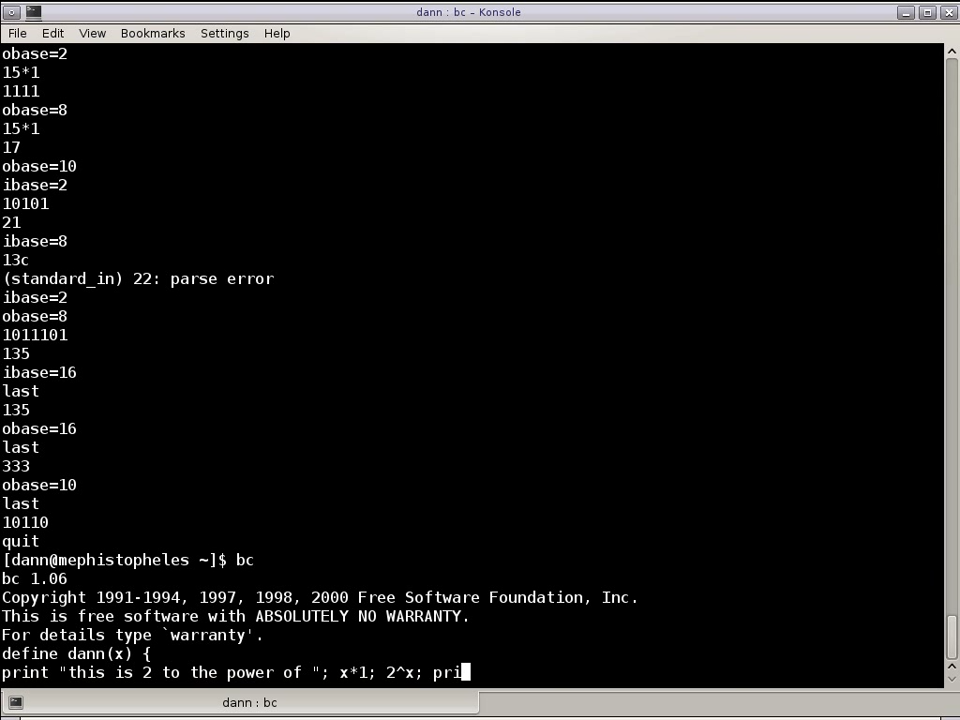 dann : bc – Konsole
File Edit View Bookmarks Settings Help
obase=2
15*1
1111
obase=8
15*1
17
obase=10
ibase=2
10101
21
ibase=8
13c
(standard_in) 22: parse error
ibase=2
obase=8
1011101
135
ibase=16
last
135
obase=16
last
333
obase=10
last
10110
quit
[dann@mephistopheles ~]$ bc
bc 1.06
Copyright 1991-1994, 1997, 1998, 2000 Free Software Foundation, Inc.
This is free software with ABSOLUTELY NO WARRANTY.
For details type `warranty'.
define dann(x) {
print "this is 2 to the power of "; x*1; 2^x; pri
dann : bc